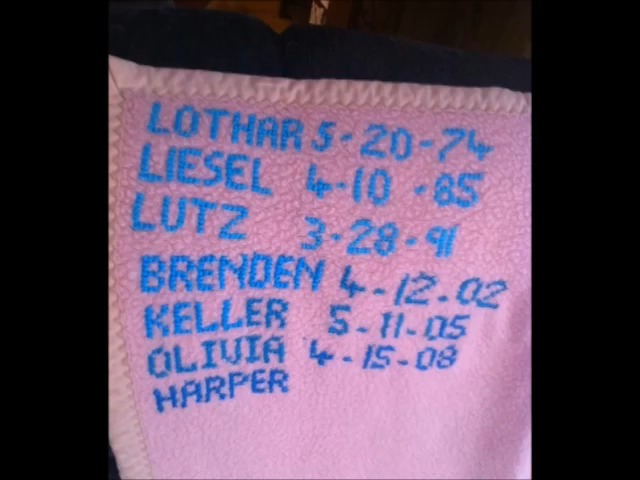 LOTHAR 5-20-74
LIESEL 4-10-85
LUTZ 3-28-91
BRENDEN 4-12.02
KELLER 5-11-05
OLIVIA 4-15-08
HARPER